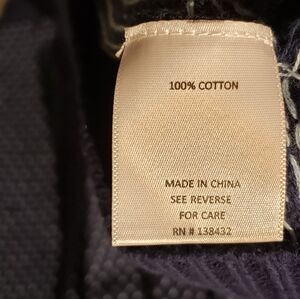 100% COTTON
MADE IN CHINA
SEE REVERSE
FOR CARE
RN # 138432